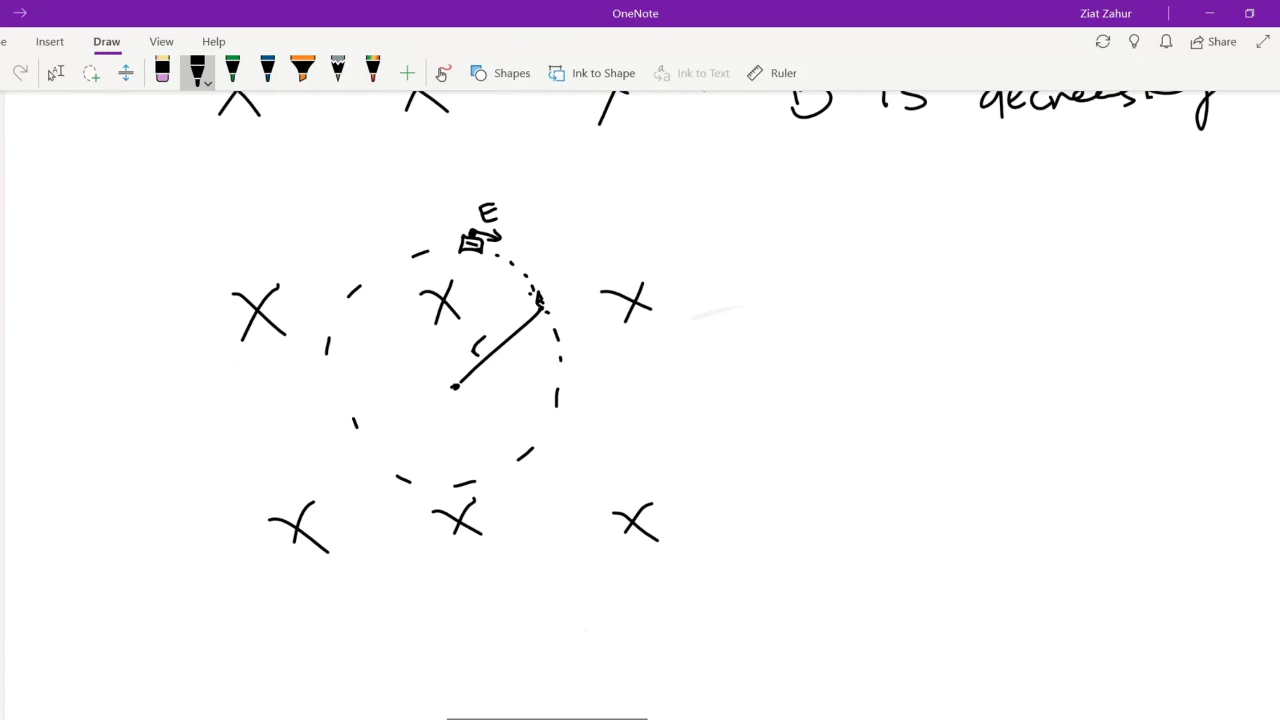 OneNote
Ziat Zahur
Insert Draw View Help
Share
Shapes Ink to Shape Ink to Text Ruler
X X B is decreasing
E
X X X
r
X X X